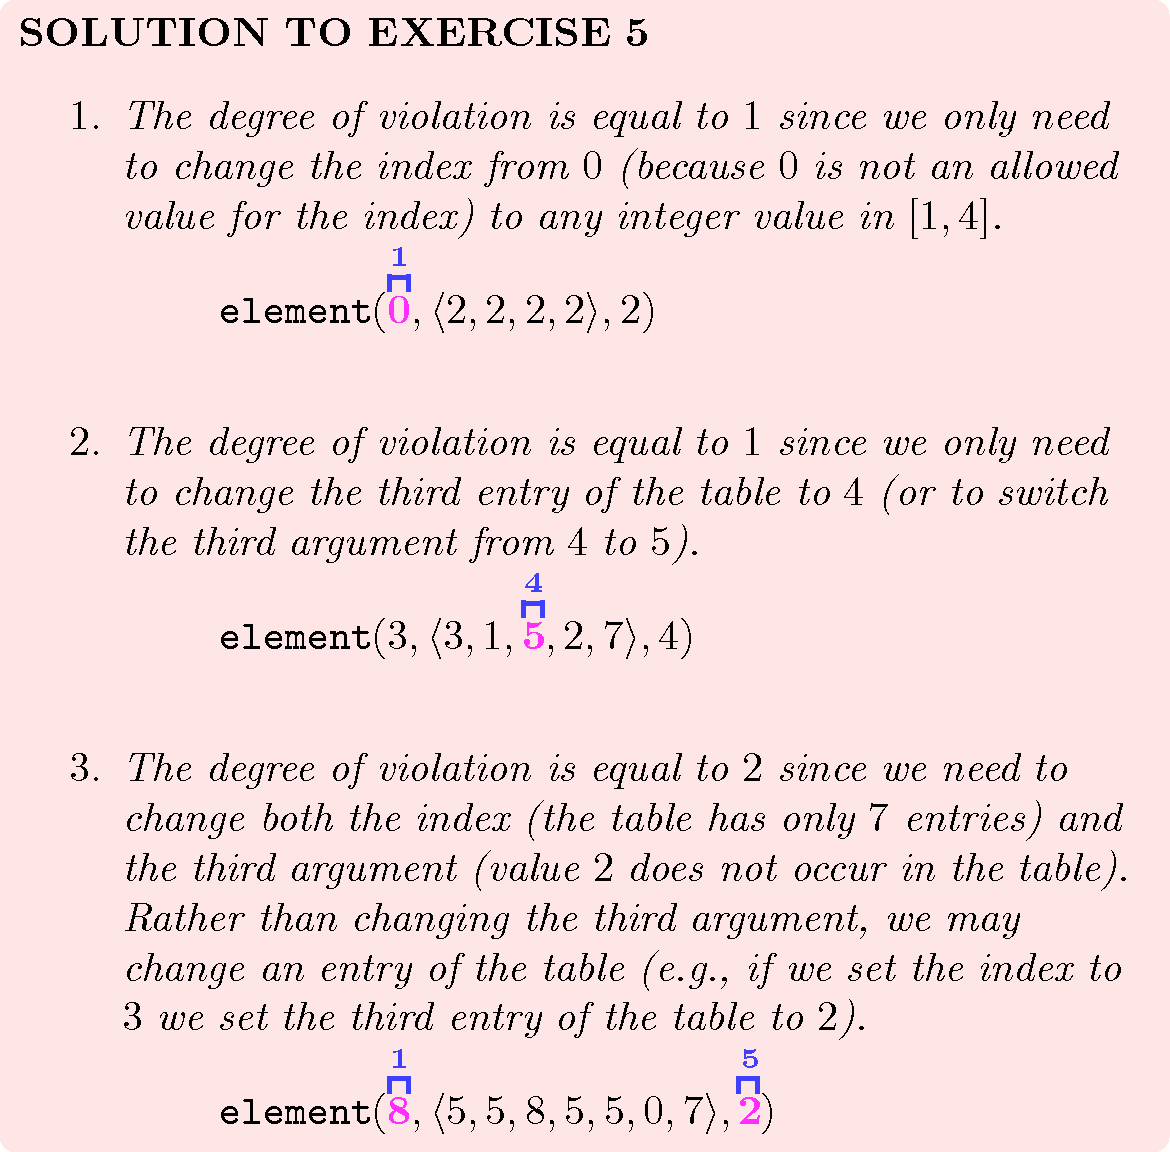 SOLUTION TO EXERCISE 5
1. The degree of violation is equal to 1 since we only need
to change the index from 0 (because 0 is not an allowed
value for the index) to any integer value in [1, 4].
1
element(0, ⟨2, 2, 2, 2⟩, 2)
2. The degree of violation is equal to 1 since we only need
to change the third entry of the table to 4 (or to switch
the third argument from 4 to 5).
4
element(3, ⟨3, 1, 5, 2, 7⟩, 4)
3. The degree of violation is equal to 2 since we need to
change both the index (the table has only 7 entries) and
the third argument (value 2 does not occur in the table).
Rather than changing the third argument, we may
change an entry of the table (e.g., if we set the index to
3 we set the third entry of the table to 2).
1 5
element(8, ⟨5, 5, 8, 5, 5, 0, 7⟩, 2)